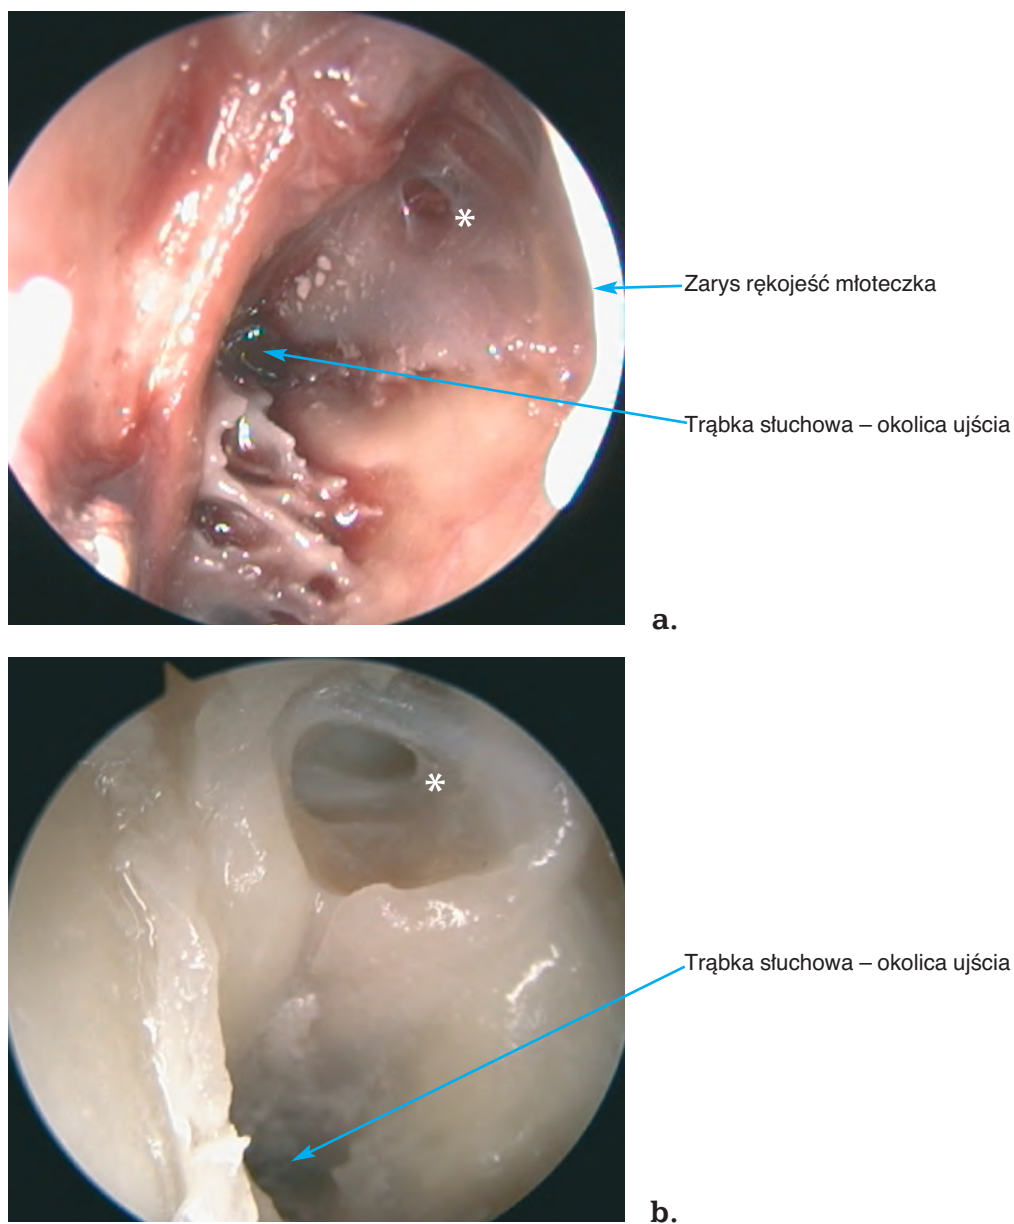 *
Zarys rękojeść młoteczka
Trąbka słuchowa – okolica ujścia
a.
*
Trąbka słuchowa – okolica ujścia
b.